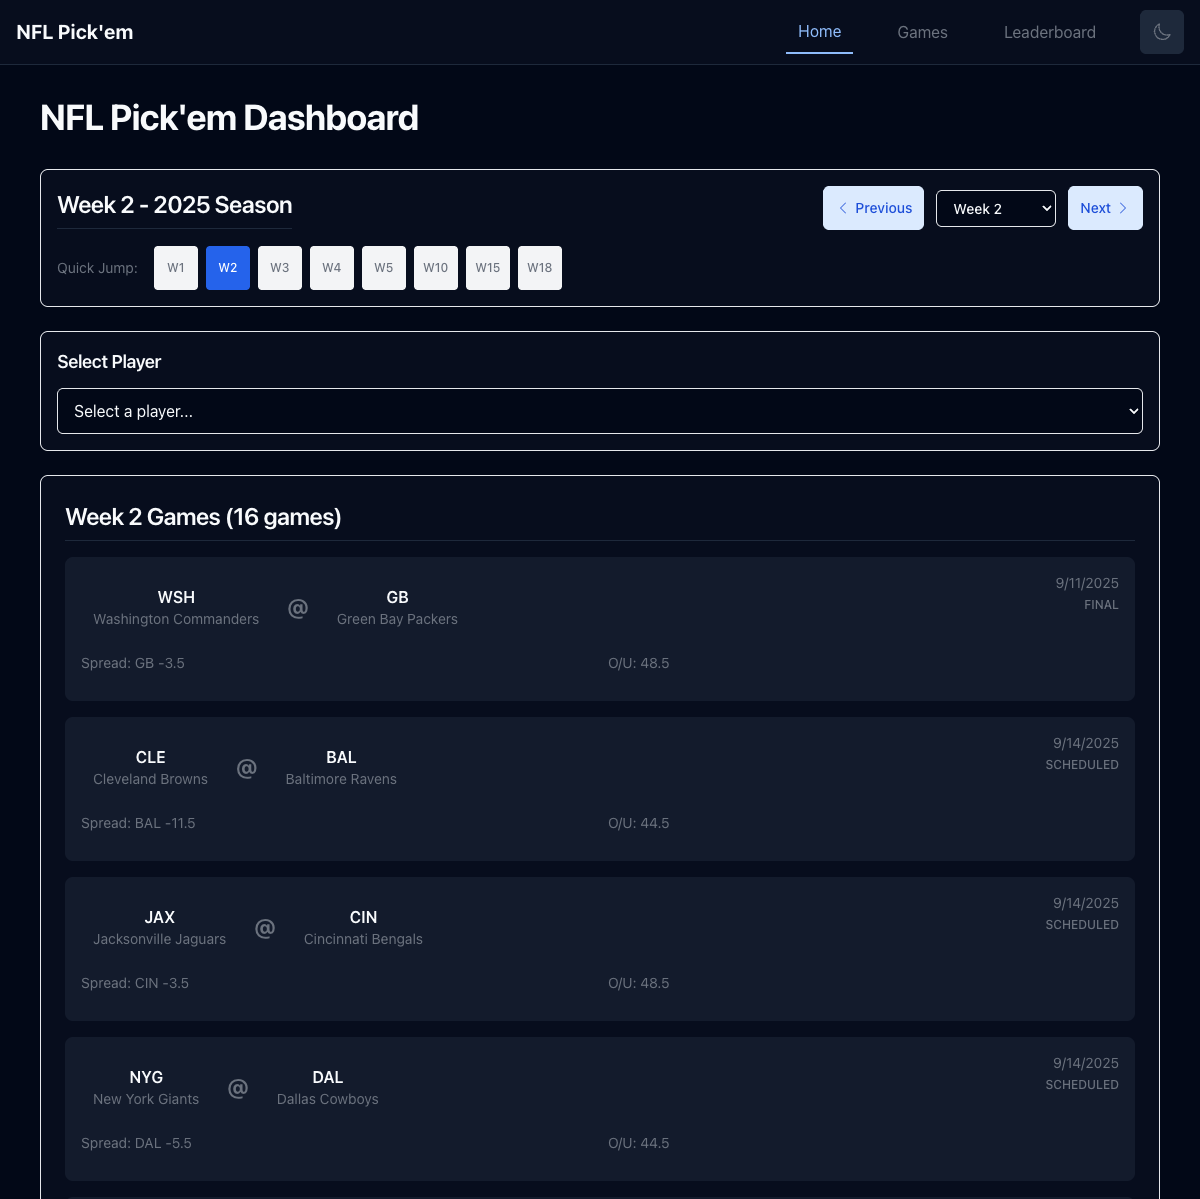 NFL Pick'em
Home
Games
Leaderboard
NFL Pick'em Dashboard
Week 2 - 2025 Season
Previous
Week 2
Next
Quick Jump:
W1
W2
W3
W4
W5
W10
W15
W18
Select Player
Select a player...
Week 2 Games (16 games)
WSH
Washington Commanders
@
GB
Green Bay Packers
9/11/2025
FINAL
Spread: GB -3.5
O/U: 48.5
CLE
Cleveland Browns
@
BAL
Baltimore Ravens
9/14/2025
SCHEDULED
Spread: BAL -11.5
O/U: 44.5
JAX
Jacksonville Jaguars
@
CIN
Cincinnati Bengals
9/14/2025
SCHEDULED
Spread: CIN -3.5
O/U: 48.5
NYG
New York Giants
@
DAL
Dallas Cowboys
9/14/2025
SCHEDULED
Spread: DAL -5.5
O/U: 44.5